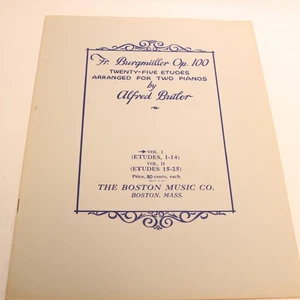 Fr. Burgmüller Op. 100
TWENTY-FIVE ETUDES
ARRANGED FOR TWO PIANOS
by
Alfred Butler
VOL. I
(ETUDES, 1-14)
VOL. II
(ETUDES 15-25)
Price, 80 cents, each
THE BOSTON MUSIC CO.
BOSTON, MASS.